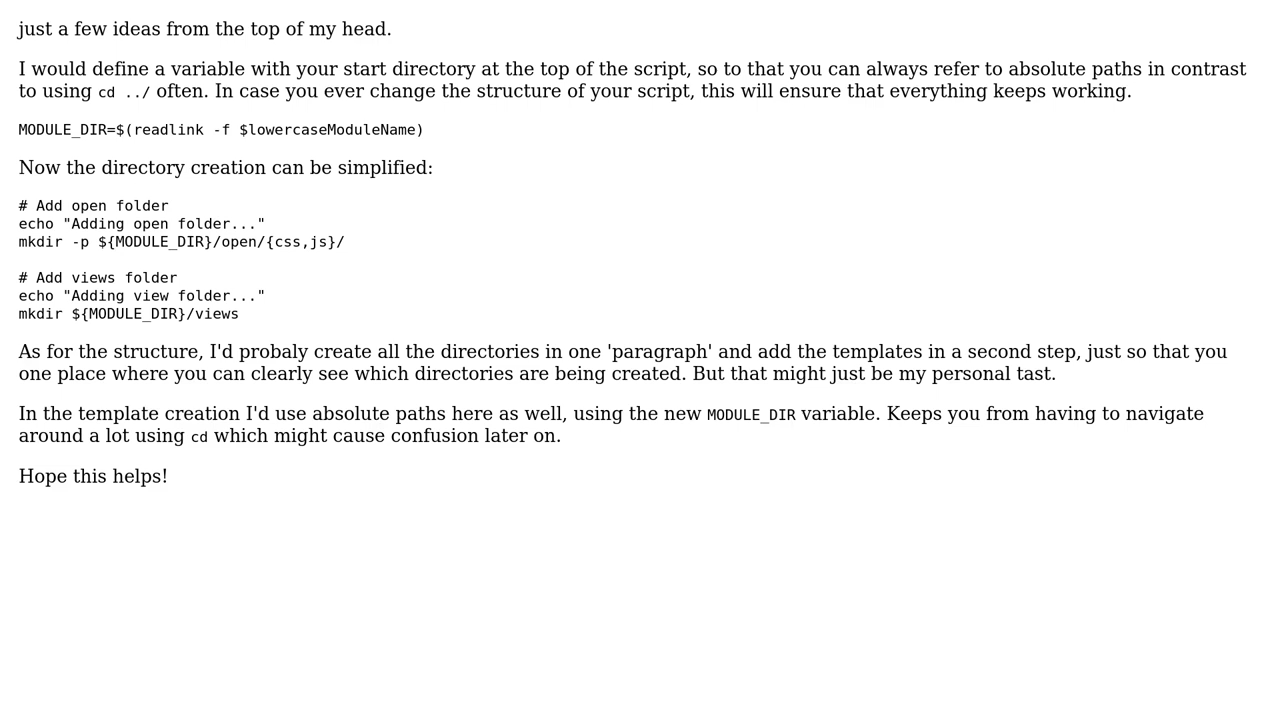 just a few ideas from the top of my head.
I would define a variable with your start directory at the top of the script, so to that you can always refer to absolute paths in contrast
to using cd ../ often. In case you ever change the structure of your script, this will ensure that everything keeps working.
MODULE_DIR=$(readlink -f $lowercaseModuleName)
Now the directory creation can be simplified:
# Add open folder
echo "Adding open folder..."
mkdir -p ${MODULE_DIR}/open/{css,js}/
# Add views folder
echo "Adding view folder..."
mkdir ${MODULE_DIR}/views
As for the structure, I'd probaly create all the directories in one 'paragraph' and add the templates in a second step, just so that you
one place where you can clearly see which directories are being created. But that might just be my personal tast.
In the template creation I'd use absolute paths here as well, using the new MODULE_DIR variable. Keeps you from having to navigate
around a lot using cd which might cause confusion later on.
Hope this helps!